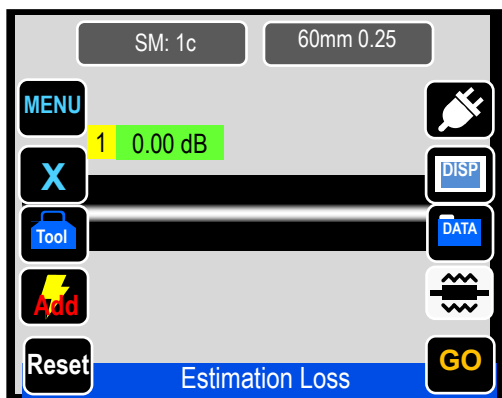 SM: 1c
60mm 0.25
MENU
1 0.00 dB
X
DISP
Tool
DATA
Add
Reset
Estimation Loss
GO